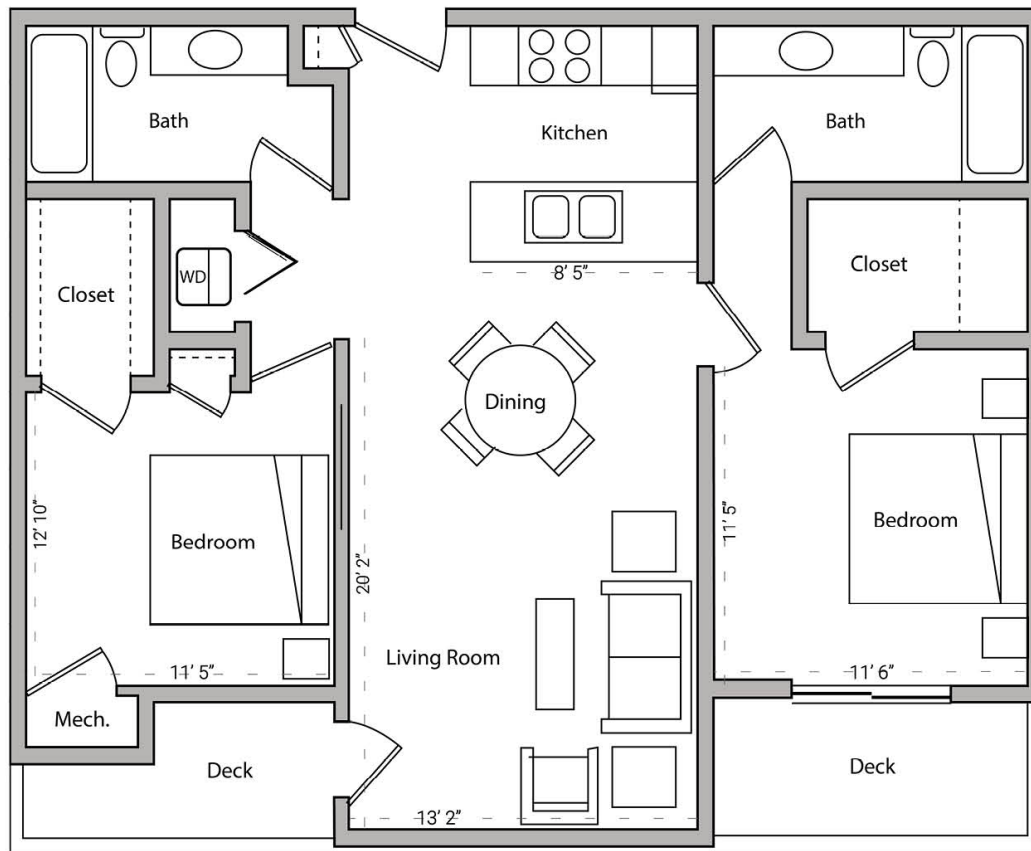 Bath
Kitchen
Bath
WD
Closet
8' 5"
Closet
Dining
12' 10"
Bedroom
20' 2"
11' 5"
Bedroom
Living Room
11' 5"
11' 6"
Mech.
Deck
Deck
13' 2"